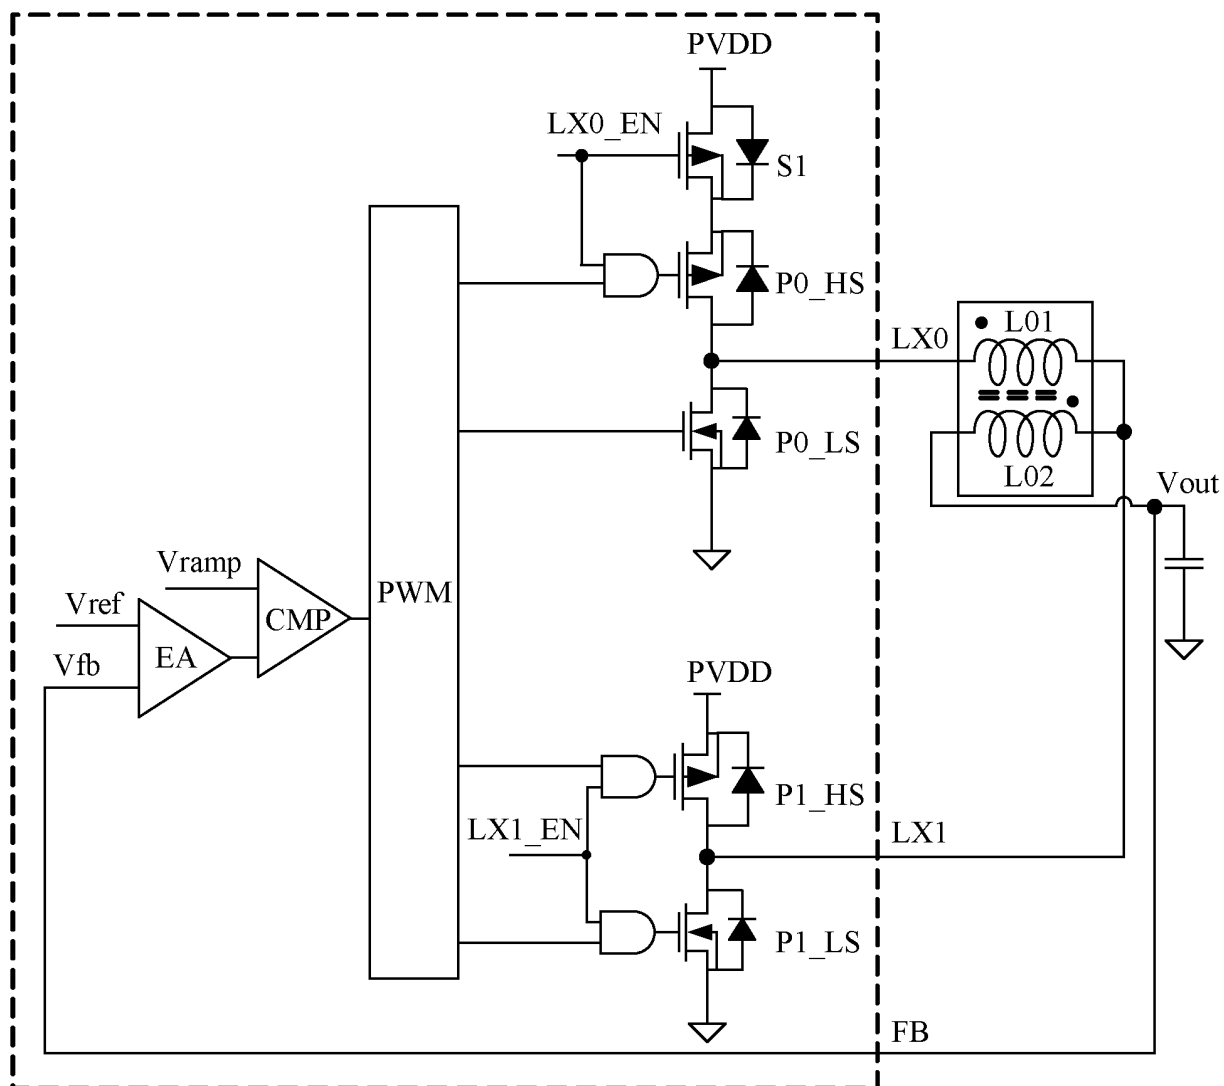 PVDD
LX0_EN
S1
P0_HS
LX0
L01
P0_LS
L02
Vout
Vramp
Vref
CMP
PWM
Vfb
EA
PVDD
P1_HS
LX1_EN
LX1
P1_LS
FB